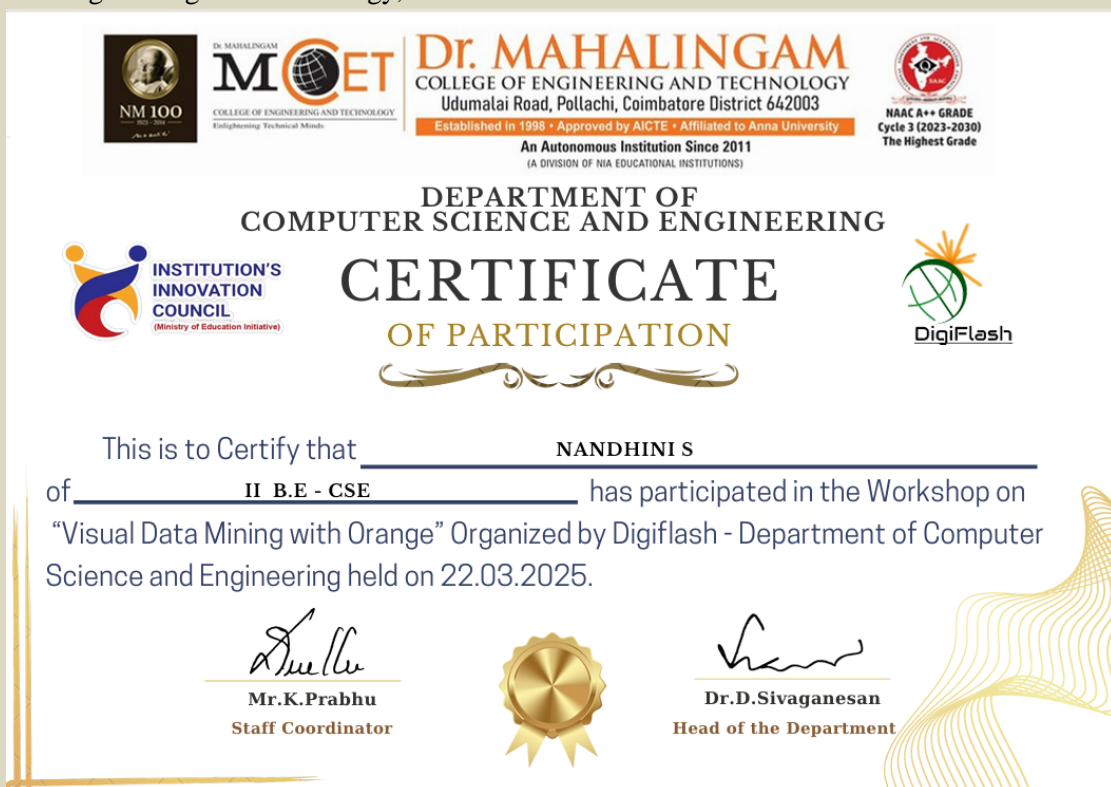 NM 100
1923 - 2014
Dr. MAHALINGAM
MCET
COLLEGE OF ENGINEERING AND TECHNOLOGY
Enlightening Technical Minds
Dr. MAHALINGAM
COLLEGE OF ENGINEERING AND TECHNOLOGY
Udumalai Road, Pollachi, Coimbatore District 642003
Established in 1998 • Approved by AICTE • Affiliated to Anna University
An Autonomous Institution Since 2011
(A DIVISION OF NIA EDUCATIONAL INSTITUTIONS)
NAAC A++ GRADE
Cycle 3 (2023-2030)
The Highest Grade
DEPARTMENT OF
COMPUTER SCIENCE AND ENGINEERING
INSTITUTION'S
INNOVATION
COUNCIL
(Ministry of Education Initiative)
CERTIFICATE
OF PARTICIPATION
DigiFlash
This is to Certify that NANDHINI S
of II B.E - CSE has participated in the Workshop on
“Visual Data Mining with Orange” Organized by Digiflash - Department of Computer
Science and Engineering held on 22.03.2025.
Mr.K.Prabhu
Staff Coordinator
Dr.D.Sivaganesan
Head of the Department